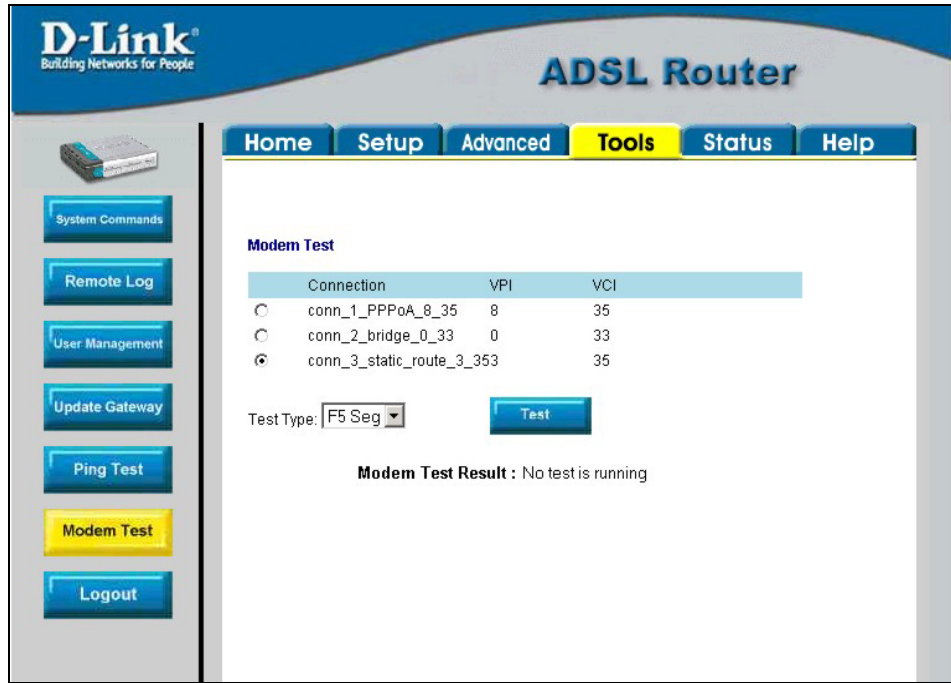 D-Link®
Building Networks for People
ADSL Router
Home Setup Advanced Tools Status Help
System Commands
Remote Log
User Management
Update Gateway
Ping Test
Modem Test
Logout
Modem Test
Connection VPI VCI
conn_1_PPPoA_8_35 8 35
conn_2_bridge_0_33 0 33
conn_3_static_route_3_353 35
Test Type: F5 Seg Test
Modem Test Result : No test is running